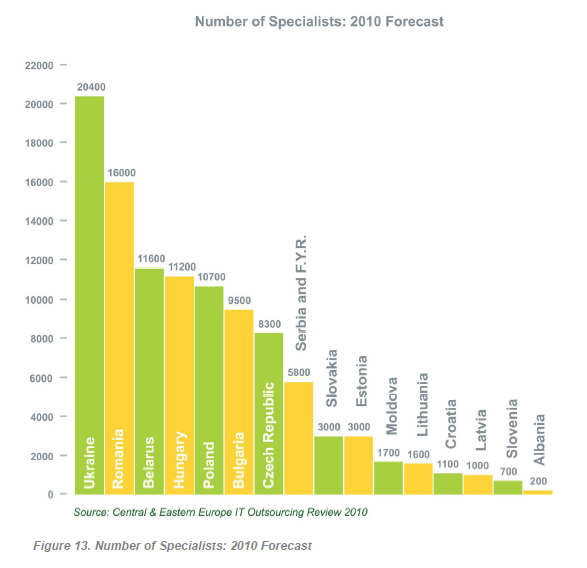 Number of Specialists: 2010 Forecast
22000
20000
18000
16000
14000
12000
10000
8000
6000
4000
2000
0
20400
16000
11600
11200
10700
9500
8300
5800
3000
3000
1700
1600
1100
1000
700
200
Ukraine
Romania
Belarus
Hungary
Poland
Bulgaria
Czech Republic
Serbia and F.Y.R.
Slovakia
Estonia
Moldova
Lithuania
Croatia
Latvia
Slovenia
Albania
Source: Central & Eastern Europe IT Outsourcing Review 2010
Figure 13. Number of Specialists: 2010 Forecast